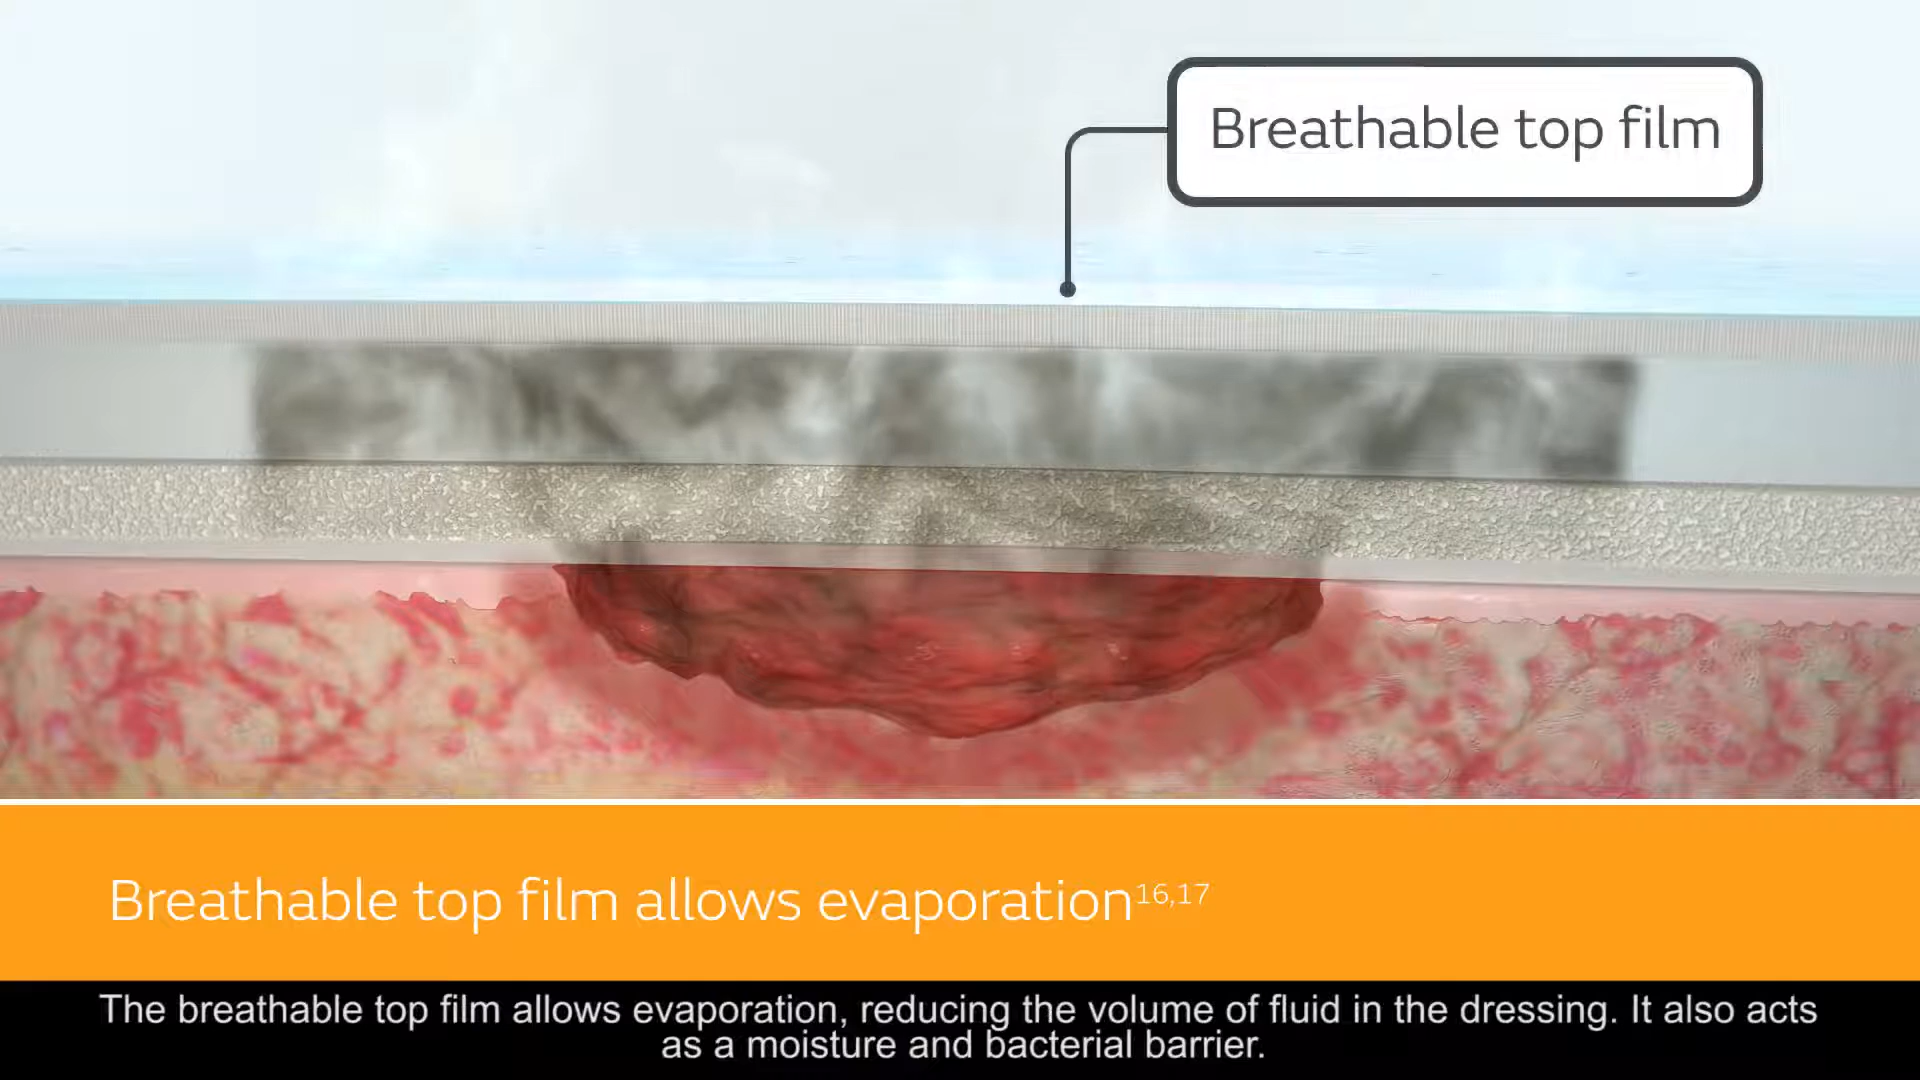 Breathable top film
Breathable top film allows evaporation16,17
The breathable top film allows evaporation, reducing the volume of fluid in the dressing. It also acts
as a moisture and bacterial barrier.